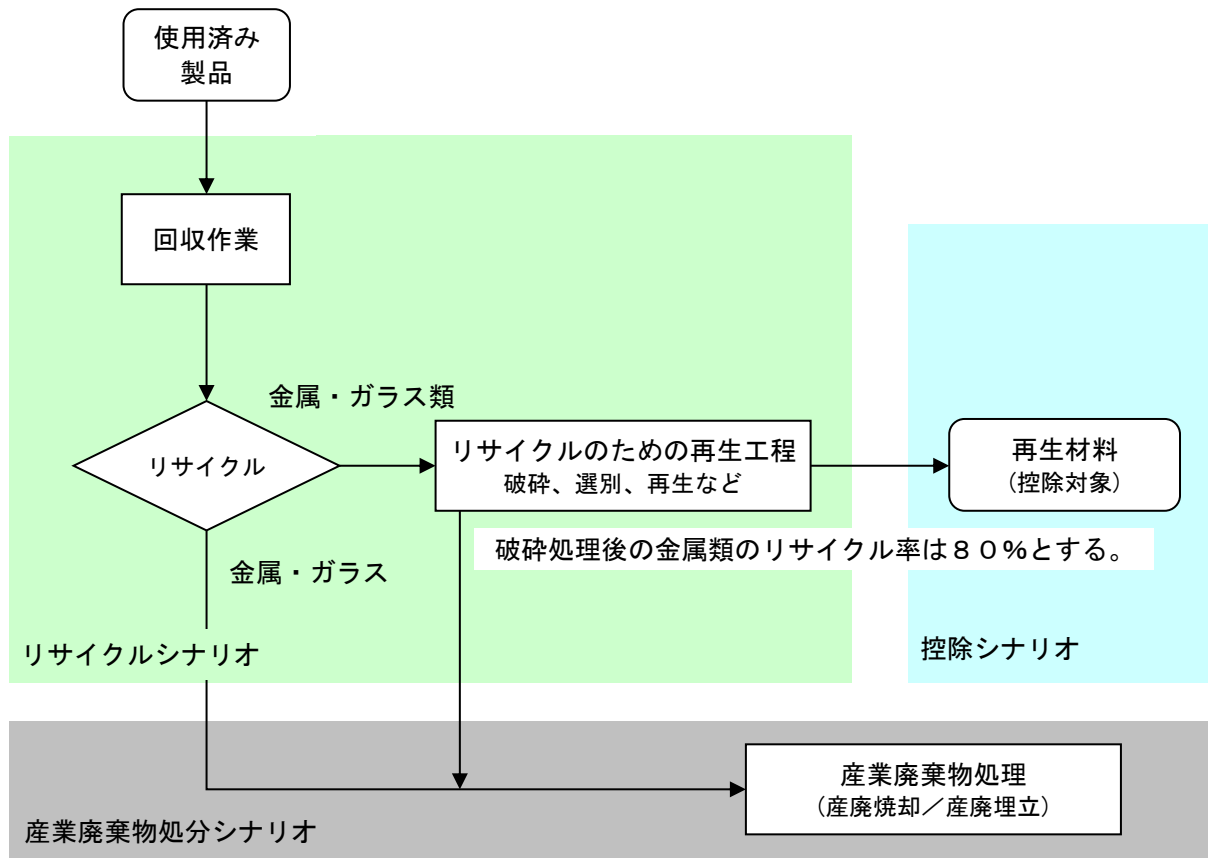 使用済み
製品
回収作業
金属・ガラス類
リサイクル
リサイクルのための再生工程
破砕、選別、再生など
再生材料
(控除対象)
破砕処理後の金属類のリサイクル率は80%とする。
金属・ガラス
リサイクルシナリオ
控除シナリオ
産業廃棄物処理
(産廃焼却/産廃埋立)
産業廃棄物処分シナリオ